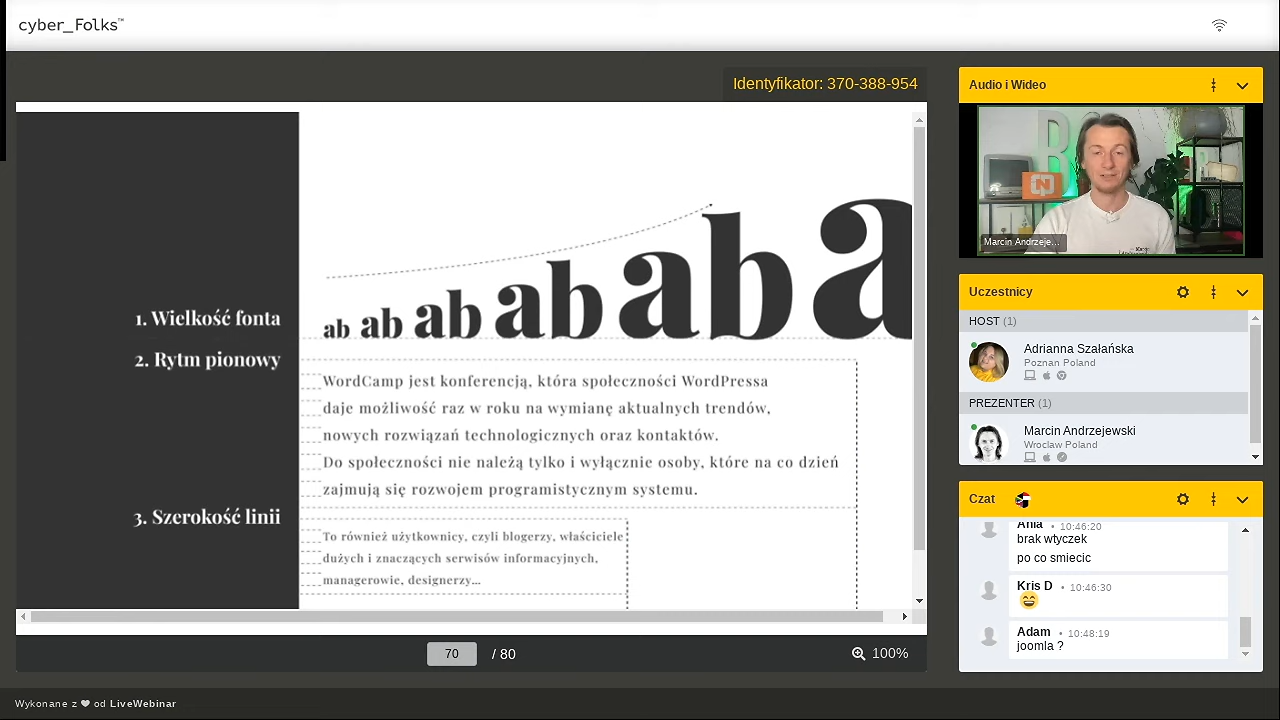 cyber_Folks™
Identyfikator: 370-388-954
1. Wielkość fonta
2. Rytm pionowy
3. Szerokość linii
ab ab ab ab ab a
WordCamp jest konferencją, która społeczności WordPressa
daje możliwość raz w roku na wymianę aktualnych trendów,
nowych rozwiązań technologicznych oraz kontaktów.
Do społeczności nie należą tylko i wyłącznie osoby, które na co dzień
zajmują się rozwojem programistycznym systemu.
To również użytkownicy, czyli blogerzy, właściciele
dużych i znaczących serwisów informacyjnych,
managerowie, designerzy...
70 / 80
100%
Audio i Wideo
Marcin Andrzeje...
Uczestnicy
HOST (1)
Adrianna Szałańska
Poznan Poland
PREZENTER (1)
Marcin Andrzejewski
Wroclaw Poland
Czat
Ania • 10:46:20
brak wtyczek
po co smiecic
Kris D • 10:46:30
Adam • 10:48:19
joomla ?
Wykonane z ❤ od LiveWebinar